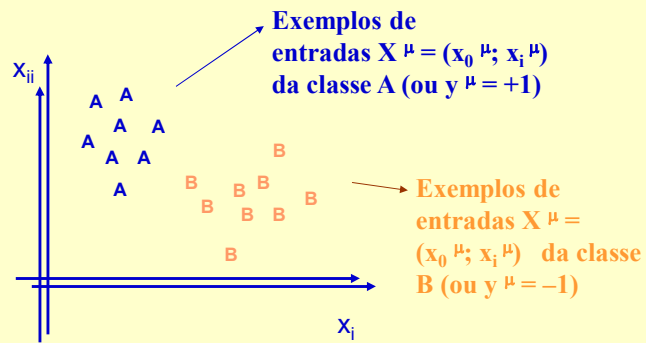 Exemplos de
entradas X μ = (x0 μ; xi μ)
da classe A (ou y μ = +1)
xii
A A
A A
A
A A
A
B
B B B
B B
B B
B
Exemplos de
entradas X μ =
(x0 μ; xi μ) da classe
B (ou y μ = –1)
xi